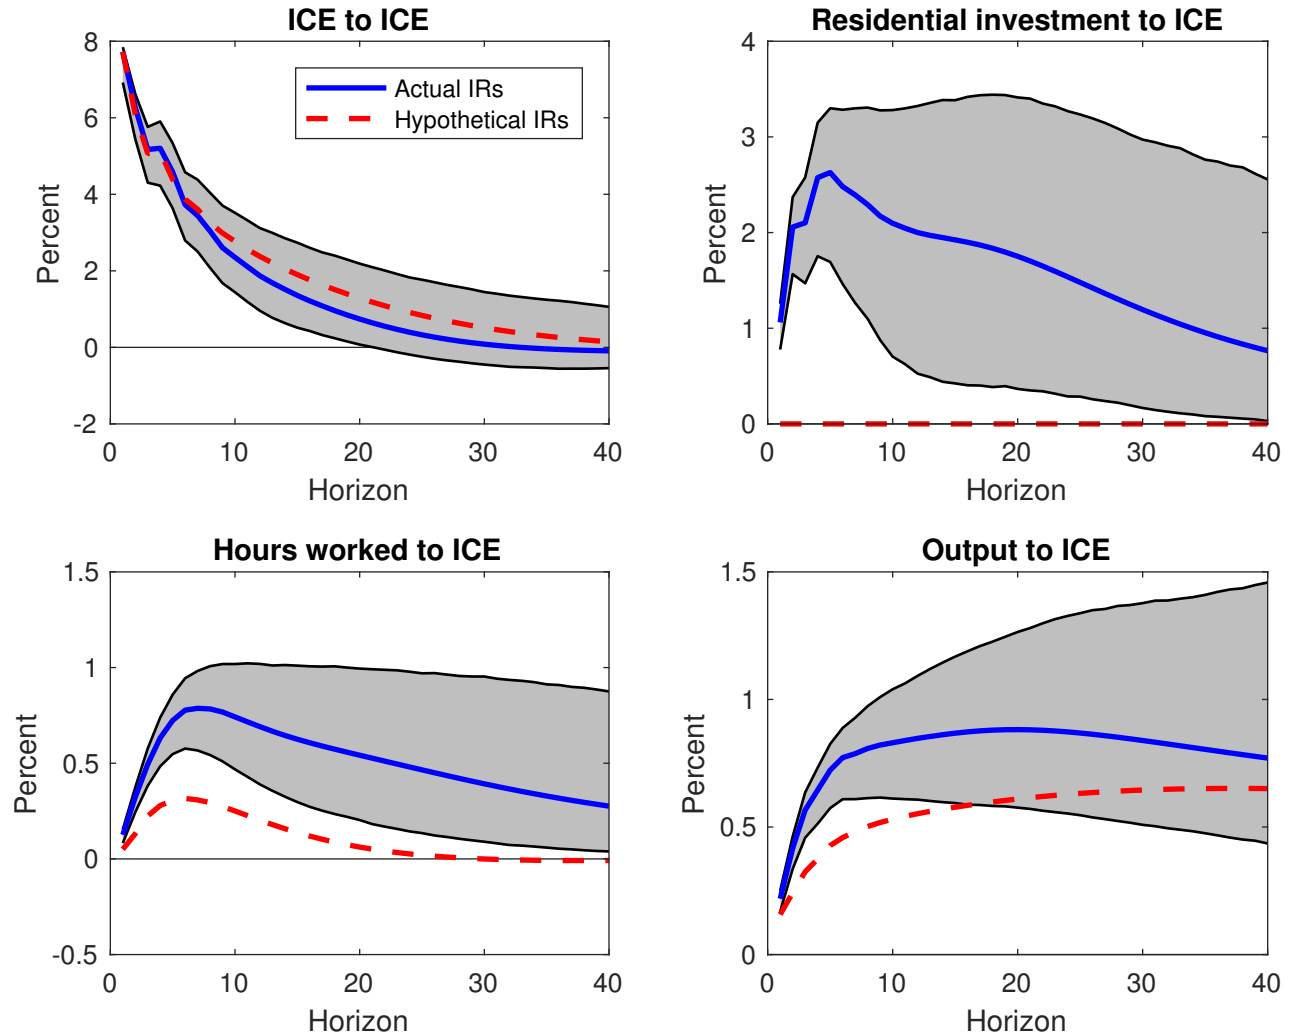 ICE to ICE
8
6
4
2
0
-2
0
10
20
30
40
Percent
Horizon
Actual IRs
Hypothetical IRs
Residential investment to ICE
4
3
2
1
0
0
10
20
30
40
Percent
Horizon
Hours worked to ICE
1.5
1
0.5
0
-0.5
0
10
20
30
40
Percent
Horizon
Output to ICE
1.5
1
0.5
0
0
10
20
30
40
Percent
Horizon